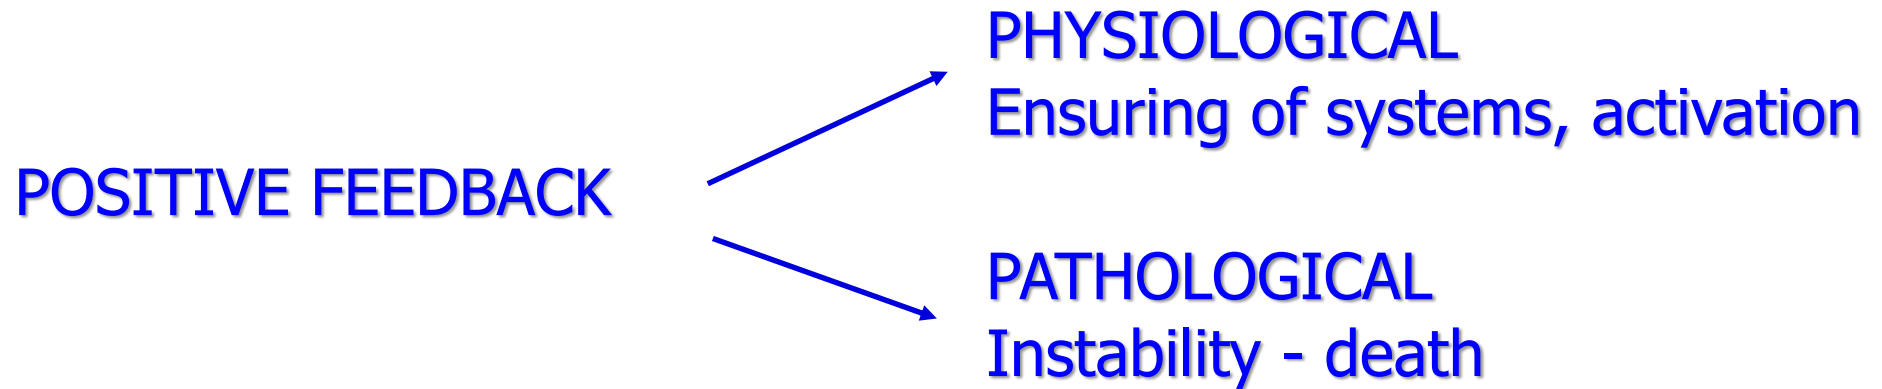 POSITIVE FEEDBACK
PHYSIOLOGICAL
Ensuring of systems, activation
PATHOLOGICAL
Instability - death